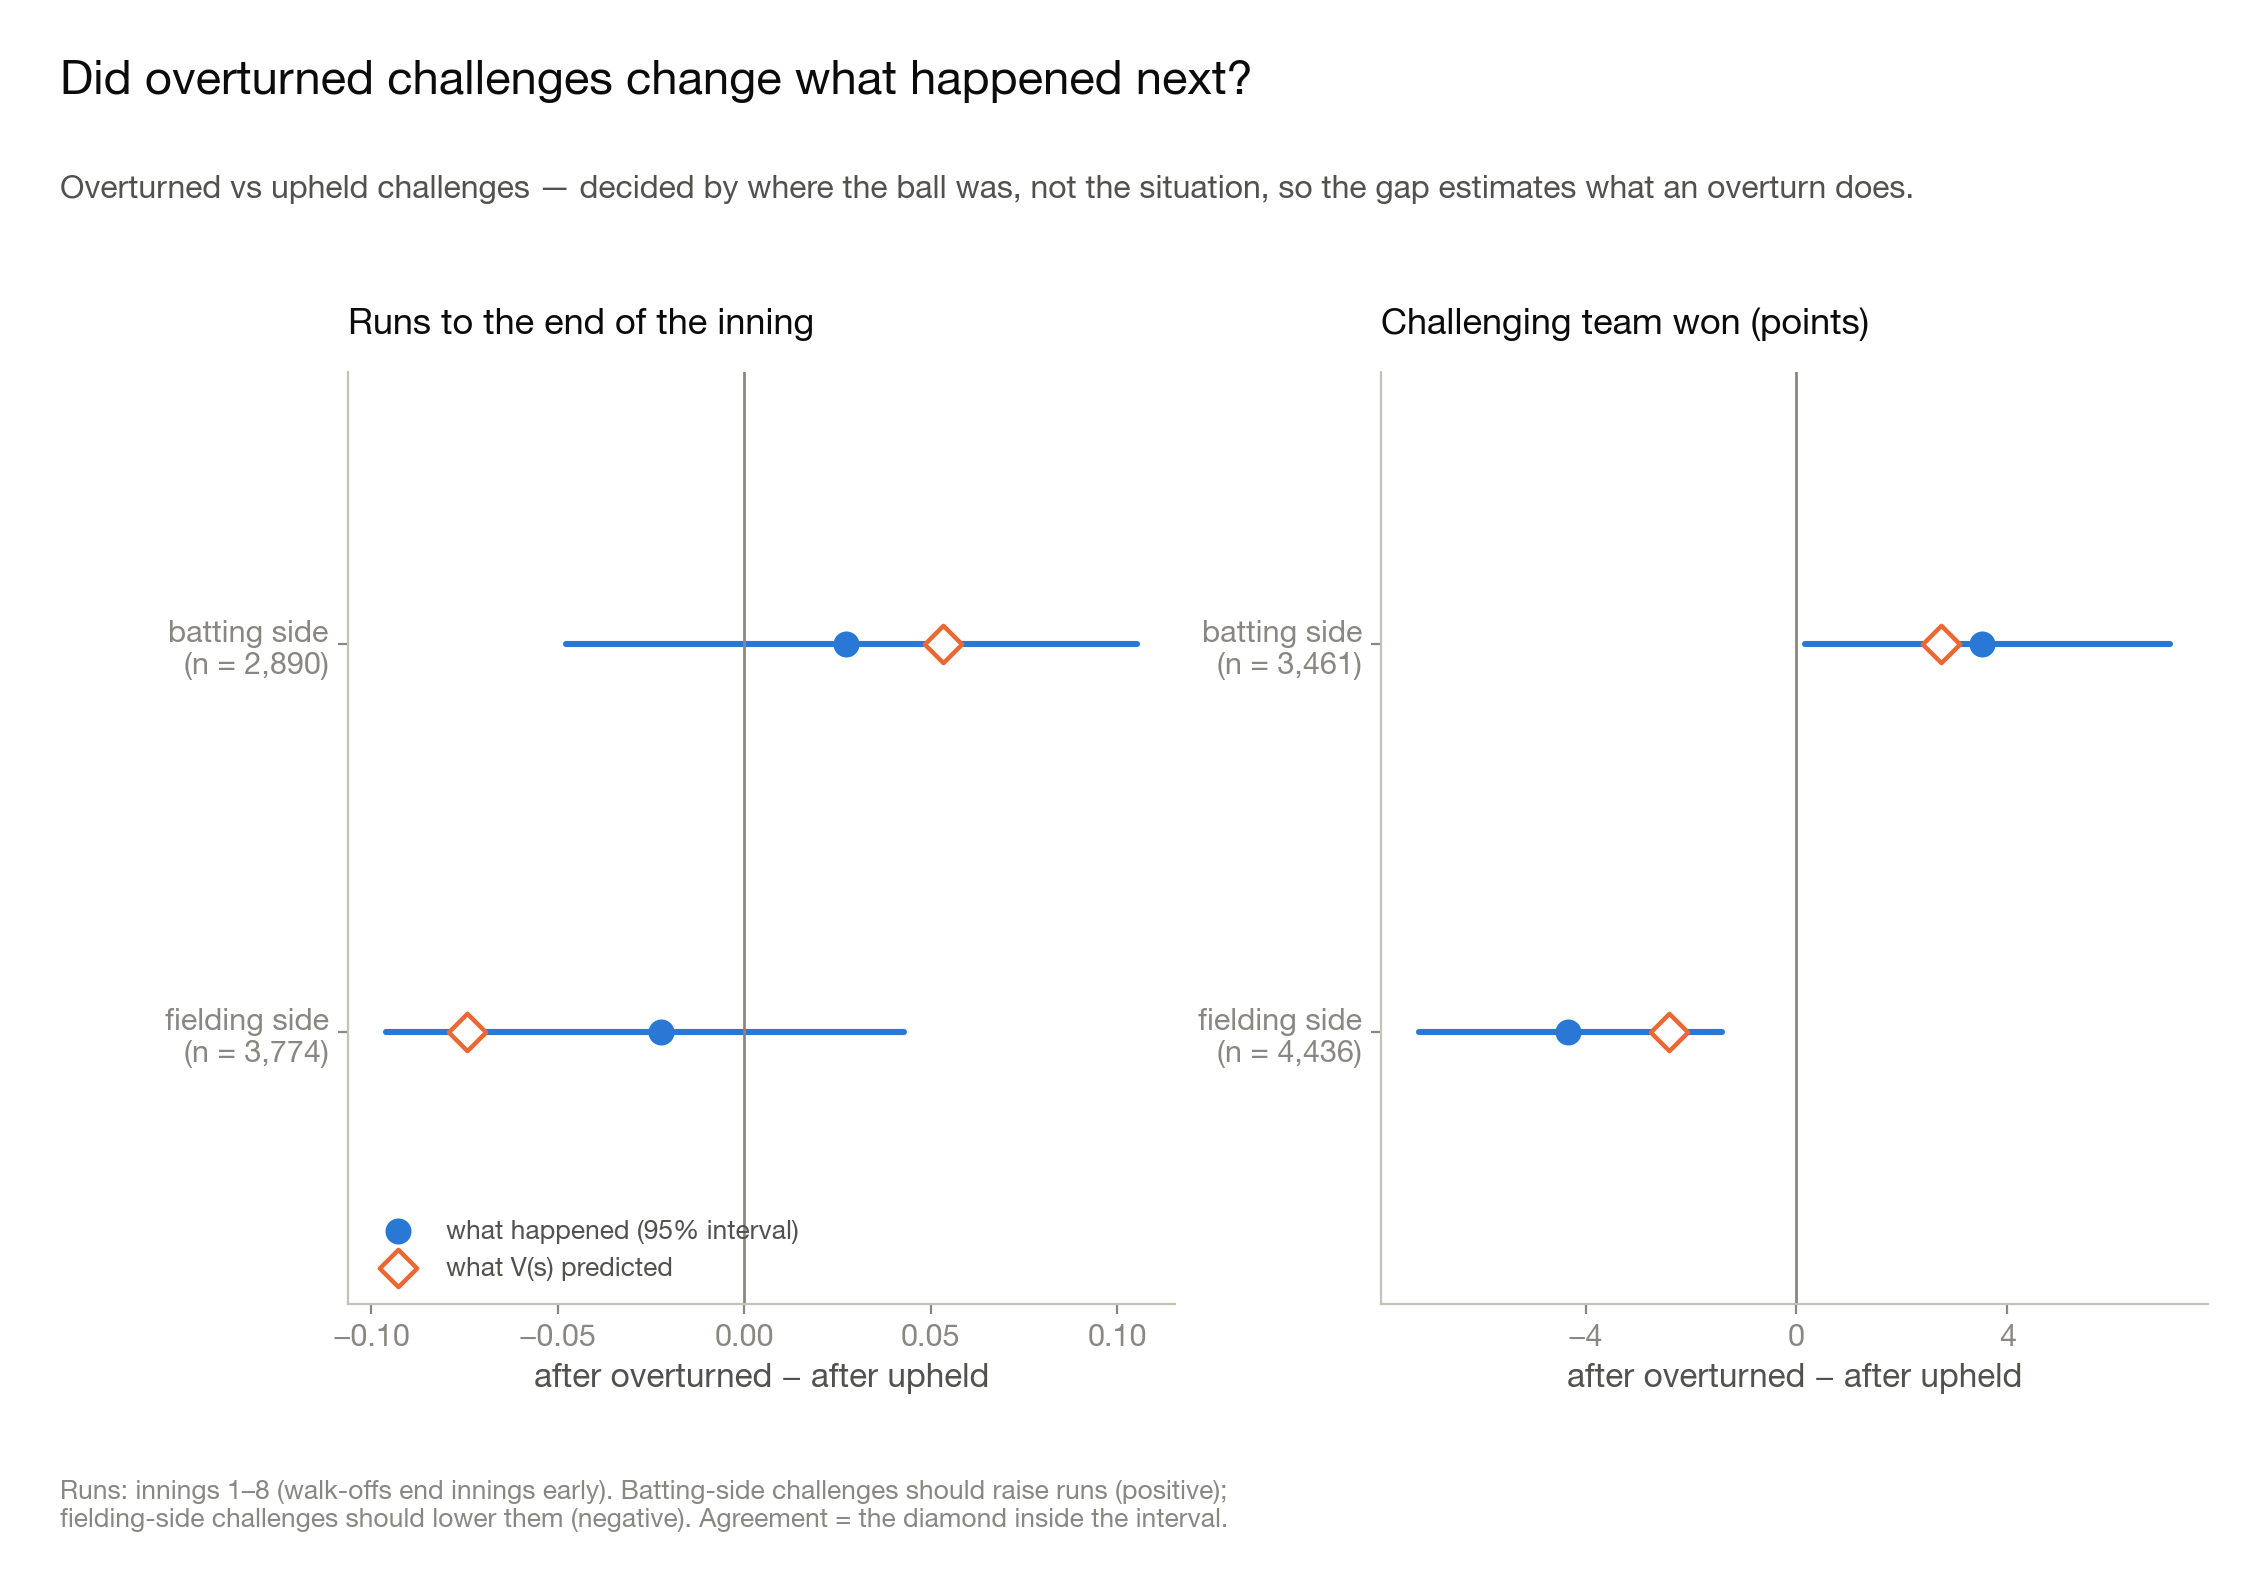 Did overturned challenges change what happened next?
Overturned vs upheld challenges — decided by where the ball was, not the situation, so the gap estimates what an overturn does.
Runs to the end of the inning
batting side
(n = 2,890)
fielding side
(n = 3,774)
what happened (95% interval)
what V(s) predicted
−0.10
−0.05
0.00
0.05
0.10
after overturned − after upheld
Challenging team won (points)
batting side
(n = 3,461)
fielding side
(n = 4,436)
−4
0
4
after overturned − after upheld
Runs: innings 1–8 (walk-offs end innings early). Batting-side challenges should raise runs (positive);
fielding-side challenges should lower them (negative). Agreement = the diamond inside the interval.